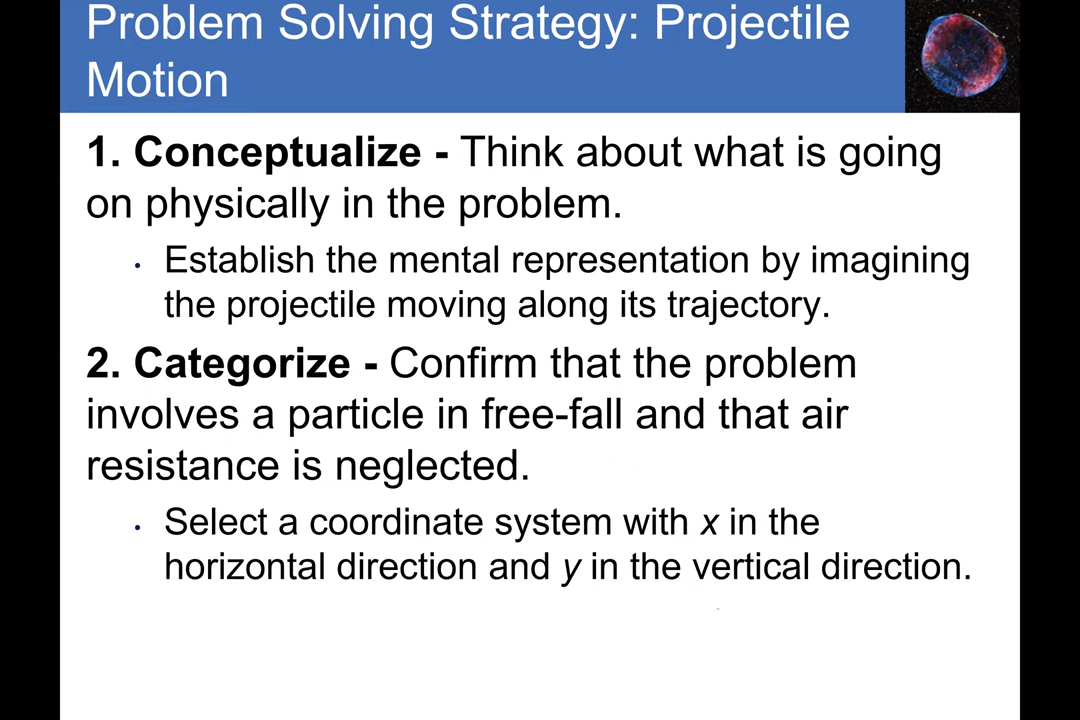 Problem Solving Strategy: Projectile
Motion
1. Conceptualize - Think about what is going
on physically in the problem.
• Establish the mental representation by imagining
the projectile moving along its trajectory.
2. Categorize - Confirm that the problem
involves a particle in free-fall and that air
resistance is neglected.
• Select a coordinate system with x in the
horizontal direction and y in the vertical direction.